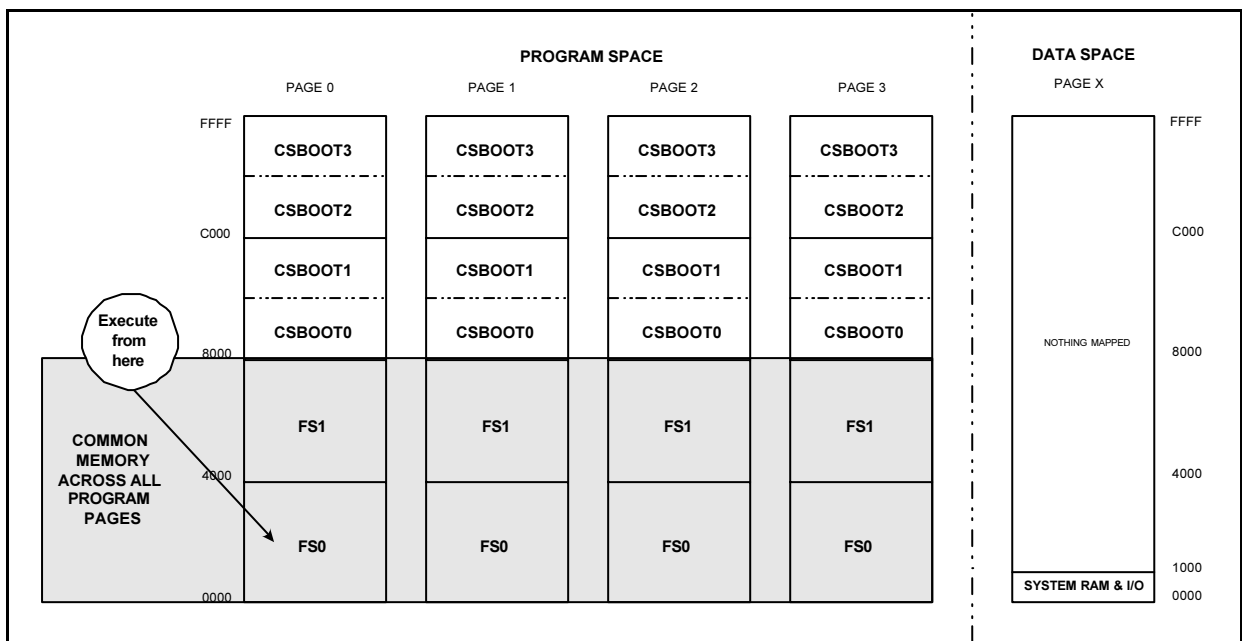 PROGRAM SPACE
DATA SPACE
PAGE 0
PAGE 1
PAGE 2
PAGE 3
PAGE X
FFFF
CSBOOT3
CSBOOT3
CSBOOT3
CSBOOT3
FFFF
CSBOOT2
CSBOOT2
CSBOOT2
CSBOOT2
C000
C000
CSBOOT1
CSBOOT1
CSBOOT1
CSBOOT1
Execute
from
here
CSBOOT0
CSBOOT0
CSBOOT0
CSBOOT0
NOTHING MAPPED
8000
8000
FS1
FS1
FS1
FS1
COMMON
MEMORY
ACROSS ALL
PROGRAM
PAGES
4000
4000
FS0
FS0
FS0
FS0
1000
SYSTEM RAM & I/O
0000
0000